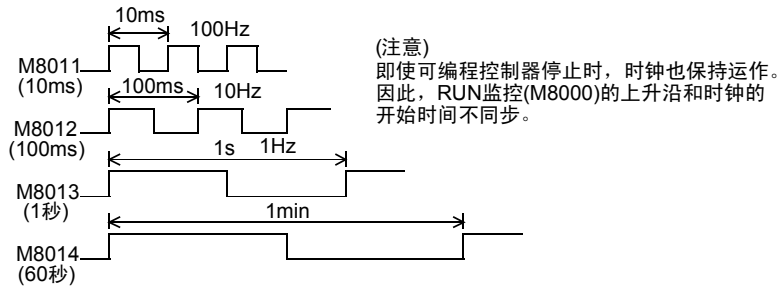 10ms
100Hz
M8011
(10ms)
100ms
10Hz
M8012
(100ms)
1s
1Hz
M8013
(1秒)
1min
M8014
(60秒)
(注意)
即使可编程控制器停止时，时钟也保持运作。
因此，RUN监控(M8000)的上升沿和时钟的
开始时间不同步。